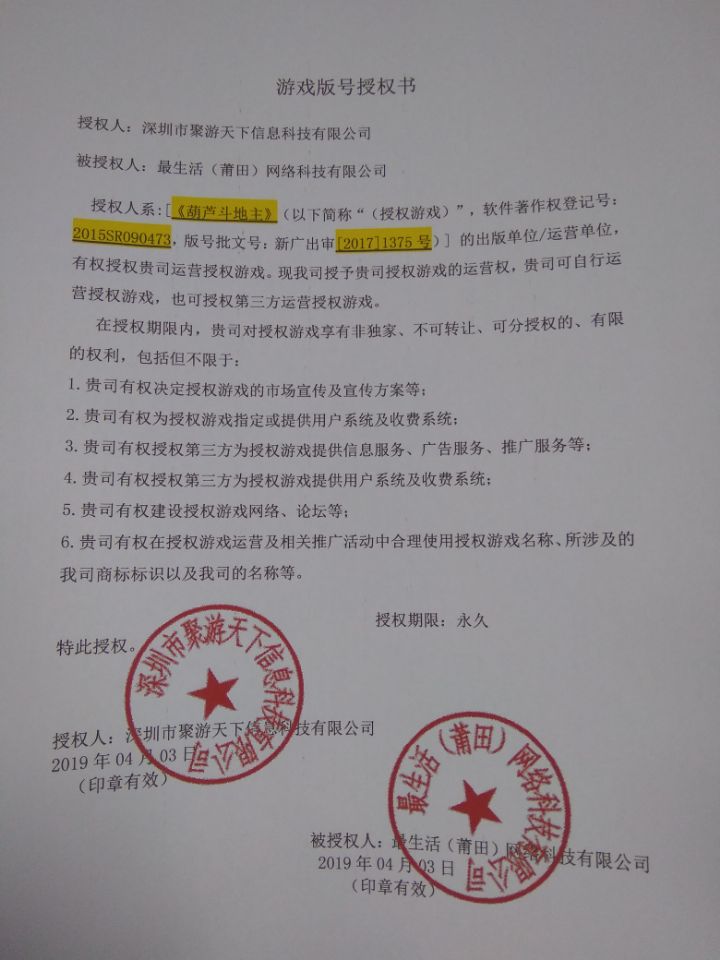 游戏版号授权书
授权人：深圳市聚游天下信息科技有限公司
被授权人：最生活（莆田）网络科技有限公司
授权人系:[《葫芦斗地主》（以下简称“（授权游戏）”，软件著作权登记号：
2015SR090473，版号批文号：新广出审[2017]1375号）］的出版单位/运营单位，
有权授权贵司运营授权游戏。现我司授予贵司授权游戏的运营权，贵司可自行运
营授权游戏，也可授权第三方运营授权游戏。
在授权期限内，贵司对授权游戏享有非独家、不可转让、可分授权的、有限
的权利，包括但不限于：
1. 贵司有权决定授权游戏的市场宣传及宣传方案等；
2. 贵司有权为授权游戏指定或提供用户系统及收费系统；
3. 贵司有权授权第三方为授权游戏提供信息服务、广告服务、推广服务等；
4. 贵司有权授权第三方为授权游戏提供用户系统及收费系统；
5. 贵司有权建设授权游戏网络、论坛等；
6. 贵司有权在授权游戏运营及相关推广活动中合理使用授权游戏名称、所涉及的
我司商标标识以及我司的名称等。
授权期限：永久
特此授权。
深圳市聚游天下信息科技有限公司
授权人：深圳市聚游天下信息科技有限公司
2019年04月03日
（印章有效）
最生活（莆田）网络科技有限公司
被授权人：最生活（莆田）网络科技有限公司
2019年04月03日
（印章有效）